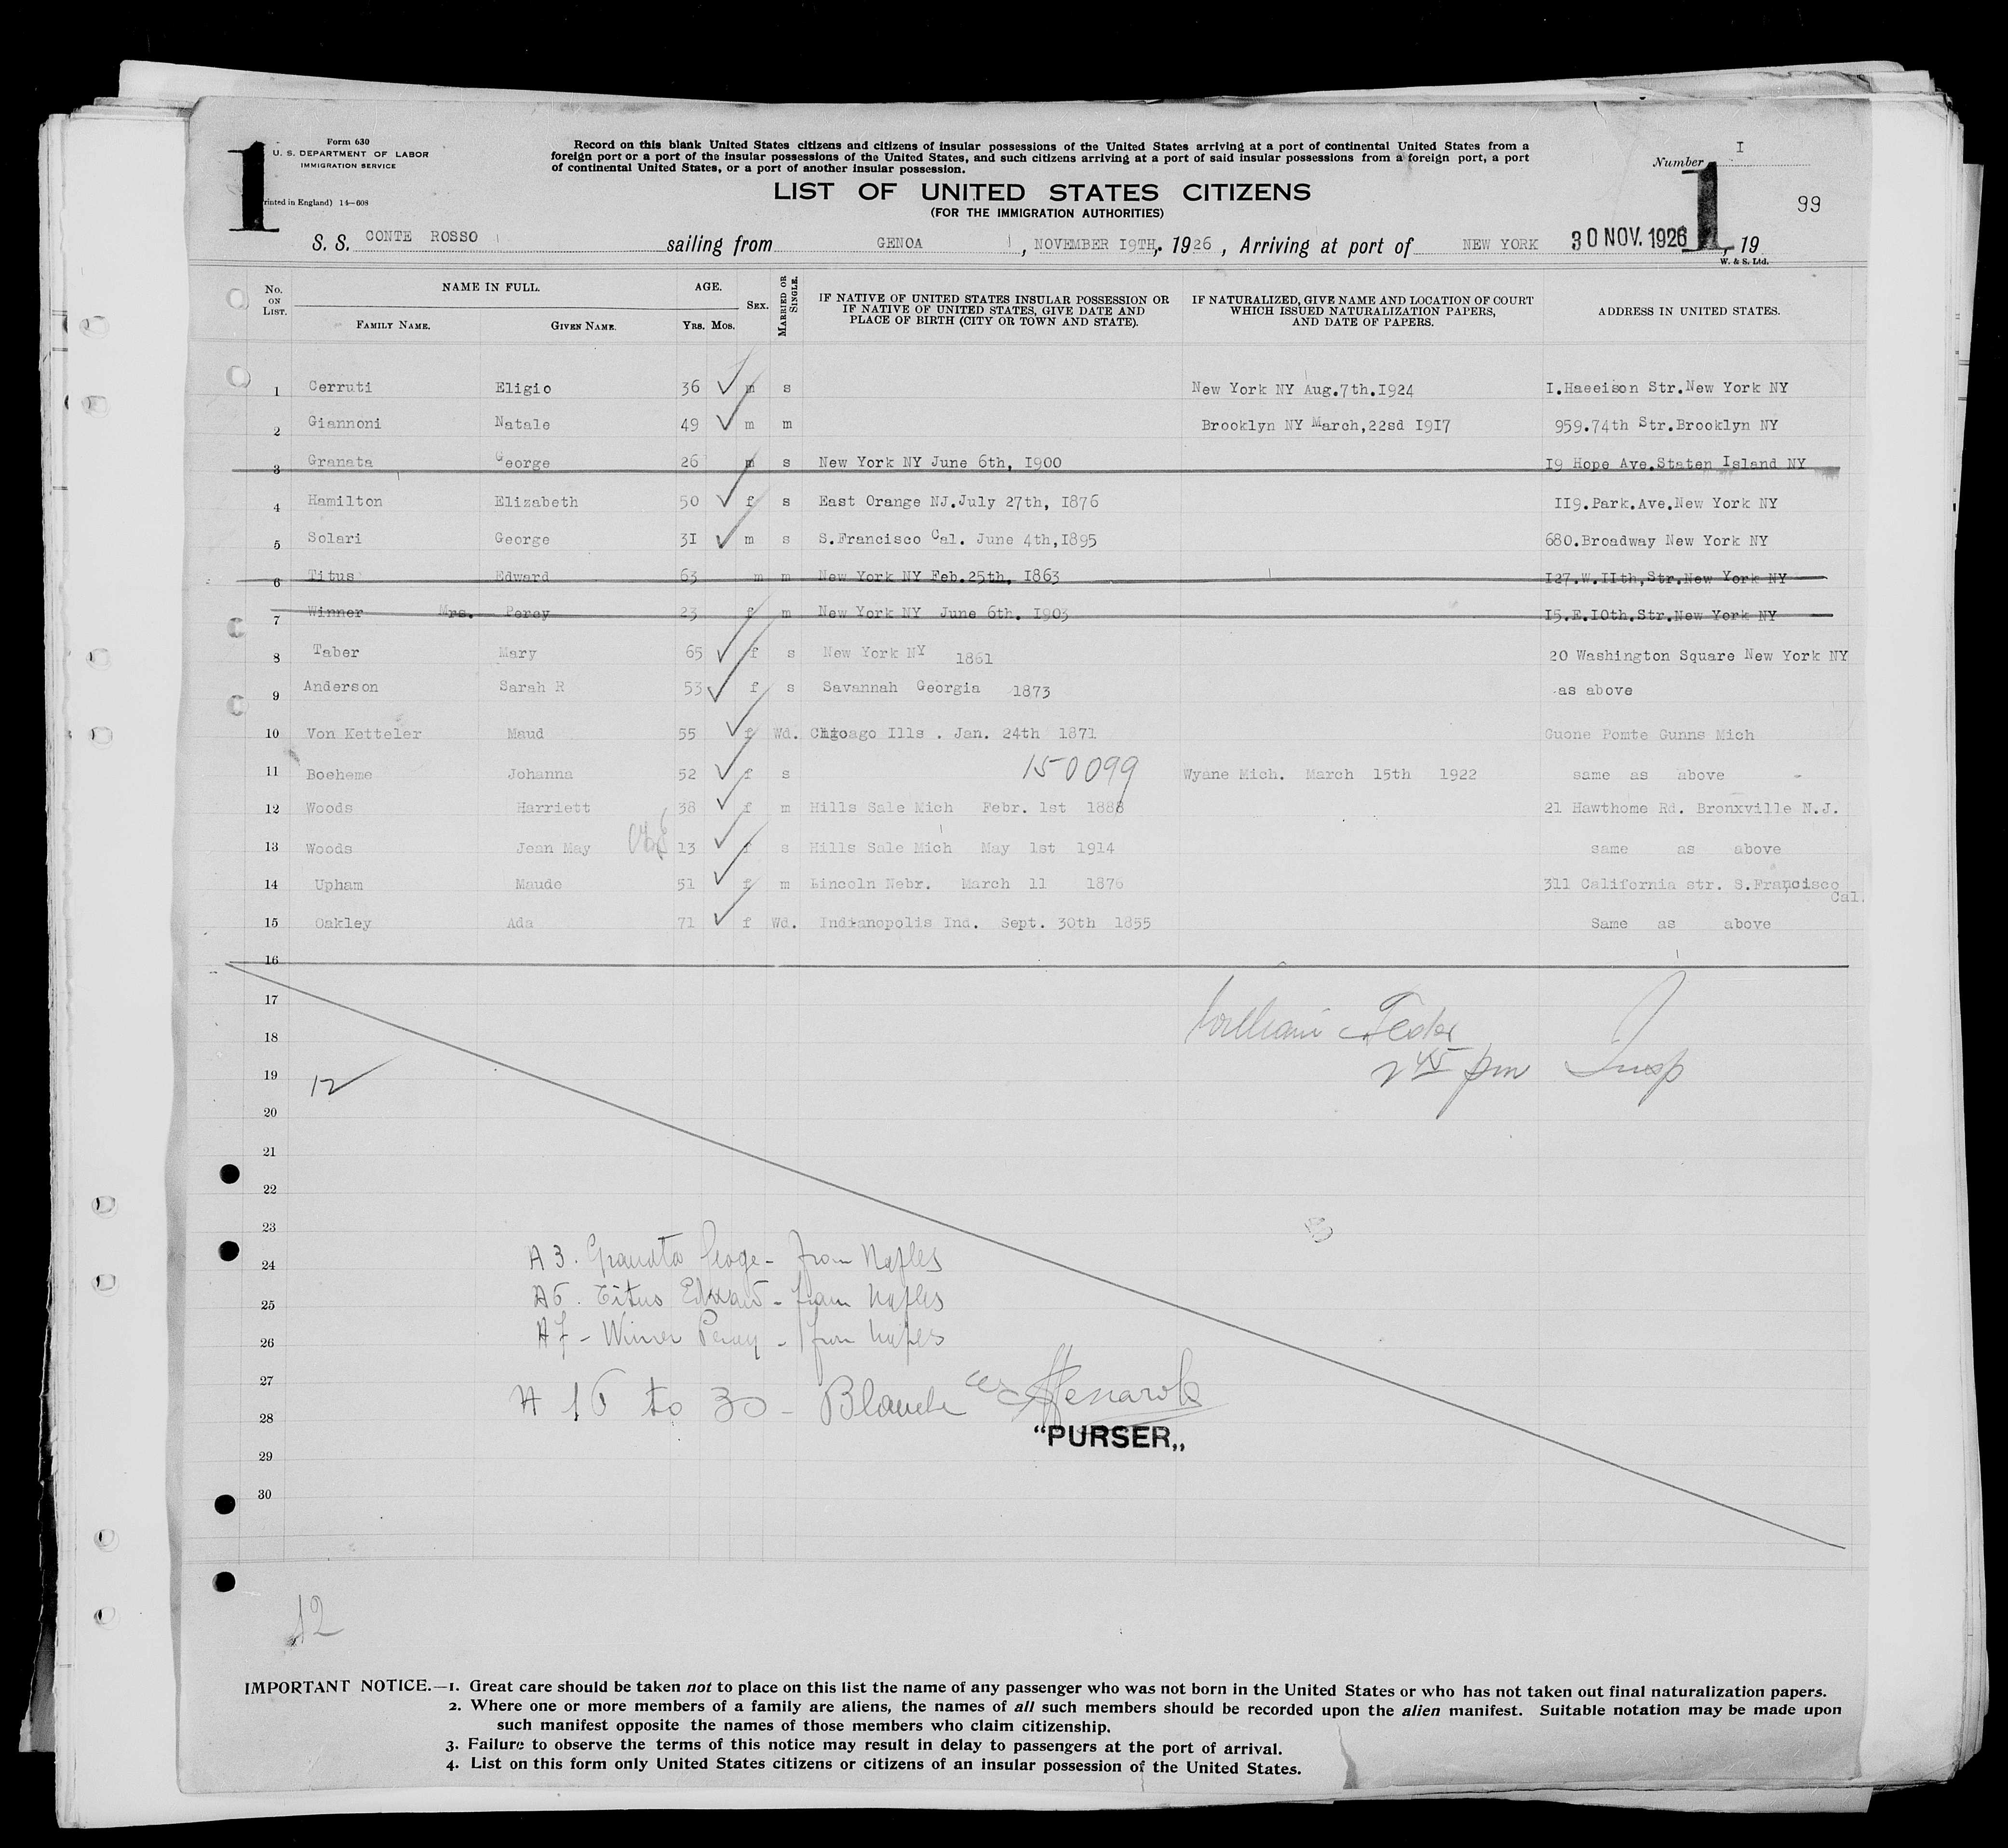 1
Form 630
U. S. DEPARTMENT OF LABOR
IMMIGRATION SERVICE
rinted in England) 14—608
Record on this blank United States citizens and citizens of insular possessions of the United States arriving at a port of continental United States from a
foreign port or a port of the insular possessions of the United States, and such citizens arriving at a port of said insular possessions from a foreign port, a port
of continental United States, or a port of another insular possession.
LIST OF UNITED STATES CITIZENS
(FOR THE IMMIGRATION AUTHORITIES)
Number I
1
99
S. S. CONTE ROSSO sailing from GENOA , NOVEMBER I9TH,. 1926 , Arriving at port of NEW YORK 30 NOV. 1926 , 19
W. & S. Ltd.
No. ON LIST. NAME IN FULL. FAMILY NAME. GIVEN NAME. AGE. YRS. MOS. SEX. MARRIED OR SINGLE. IF NATIVE OF UNITED STATES INSULAR POSSESSION OR IF NATIVE OF UNITED STATES, GIVE DATE AND PLACE OF BIRTH (CITY OR TOWN AND STATE). IF NATURALIZED, GIVE NAME AND LOCATION OF COURT WHICH ISSUED NATURALIZATION PAPERS, AND DATE OF PAPERS. ADDRESS IN UNITED STATES.
1 Cerruti Eligio 36 m s New York NY Aug.7th.I924 I.Haeeison Str.New York NY
2 Giannoni Natale 49 m m Brooklyn NY March,22sd I9I7 959.74th Str.Brooklyn NY
3 Granata George 26 m s New York NY June 6th, I900 I9 Hope Ave.Staten Island NY
4 Hamilton Elizabeth 50 f s East Orange NJ.July 27th, I876 II9.Park.Ave.New York NY
5 Solari George 3I m s S.Francisco Cal. June 4th,I895 680.Broadway New York NY
6 Titus Edward 63 m m New York NY Feb.25th, I863 I27.W.IIth,Str.New York NY
7 Winner Mrs. Percy 23 f m New York NY June 6th. I903 I5.E.I0th.Str.New York NY
8 Taber Mary 65 f s New York NY 1861 20 Washington Square New York NY
9 Anderson Sarah R 53 f s Savannah Georgia 1873 as above
10 Von Ketteler Maud 55 f Wd. Chicago Ills . Jan. 24th 1871 Guone Pomte Gunns Mich
11 Boeheme Johanna 52 f s 150099 Wyane Mich. March 15th 1922 same as above
12 Woods Harriett 38 f m Hills Sale Mich Febr. 1st 1888 21 Hawthome Rd. Bronxville N.J.
13 Woods Jean May 13 f s Hills Sale Mich May 1st 1914 same as above
14 Upham Maude 51 f m Lincoln Nebr. March 11 1876 311 California str. S.Francisco
Cal.
15 Oakley Ada 71 f Wd. Indianopolis Ind. Sept. 30th 1855 Same as above
16
17
18 William
19 12 2 45 pm Insp
20
21
22
23
24 A 3. Granata George - from Naples
25 A 6. Titus Edward - from Naples
26 A 7 - Winner Percy - from Naples
27
28 A 16 to 30 - Blanche
"PURSER„
29
30
12
IMPORTANT NOTICE.—1. Great care should be taken not to place on this list the name of any passenger who was not born in the United States or who has not taken out final naturalization papers.
2. Where one or more members of a family are aliens, the names of all such members should be recorded upon the alien manifest. Suitable notation may be made upon
such manifest opposite the names of those members who claim citizenship.
3. Failure to observe the terms of this notice may result in delay to passengers at the port of arrival.
4. List on this form only United States citizens or citizens of an insular possession of the United States.